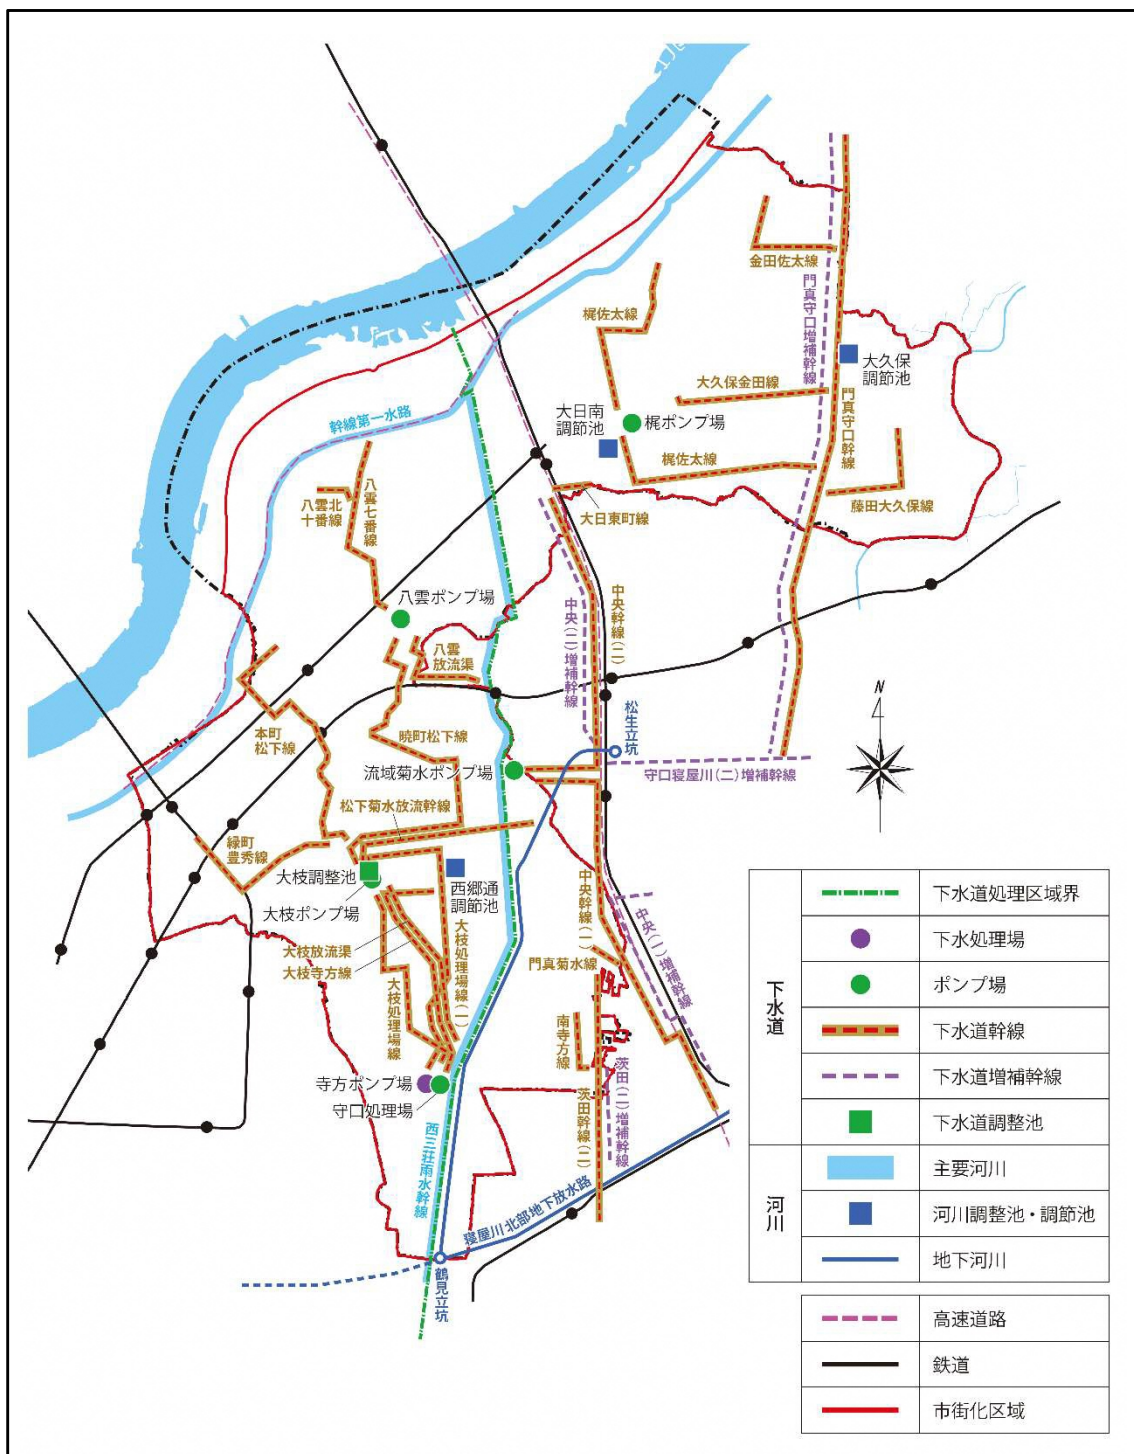 金田佐太線
門真守口増補幹線
梶佐太線
大久保
調節池
大久保金田線
門真守口幹線
大日南
調節池
梶ポンプ場
幹線第一水路
梶佐太線
八雲七番線
八雲北
十番線
藤田大久保線
大日東町線
八雲ポンプ場
中央(二)増補幹線
中央幹線(二)
八雲
放流渠
N
松生立坑
本町
松下線
暁町松下線
流域菊水ポンプ場
守口寝屋川(二)増補幹線
松下菊水放流幹線
緑町
豊秀線
大枝調整池
西郷通
調節池
大枝ポンプ場
中央幹線(一)
中央(一)増補幹線
大枝放流渠
大枝寺方線
大枝処理場線(一)
門真菊水線
大枝処理場線
南寺方線
寺方ポンプ場
守口処理場
茨田(二)増補幹線
茨田幹線(二)
西三荘雨水幹線
寝屋川北部地下放水路
鶴見立坑
下水道
下水道処理区域界
下水処理場
ポンプ場
下水道幹線
下水道増補幹線
下水道調整池
河川
主要河川
河川調整池・調節池
地下河川
高速道路
鉄道
市街化区域